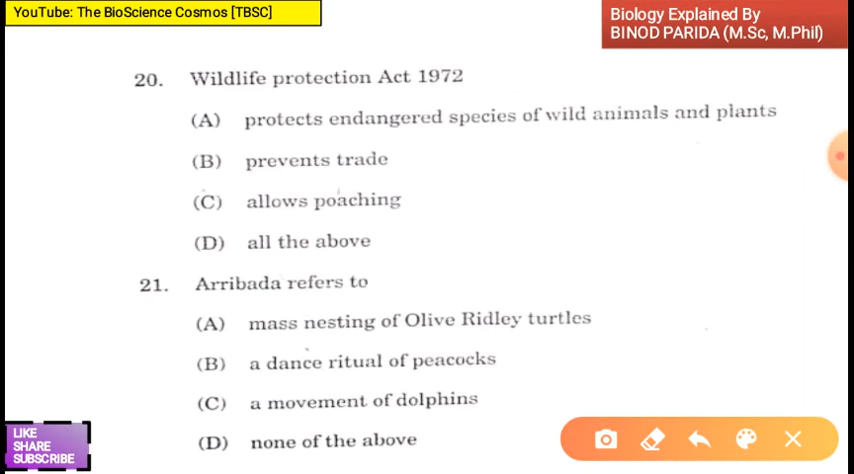 YouTube: The BioScience Cosmos [TBSC]
Biology Explained By
BINOD PARIDA (M.Sc, M.Phil)
20. Wildlife protection Act 1972
(A) protects endangered species of wild animals and plants
(B) prevents trade
(C) allows poaching
(D) all the above
21. Arribada refers to
(A) mass nesting of Olive Ridley turtles
(B) a dance ritual of peacocks
(C) a movement of dolphins
(D) none of the above
LIKE
SHARE
SUBSCRIBE